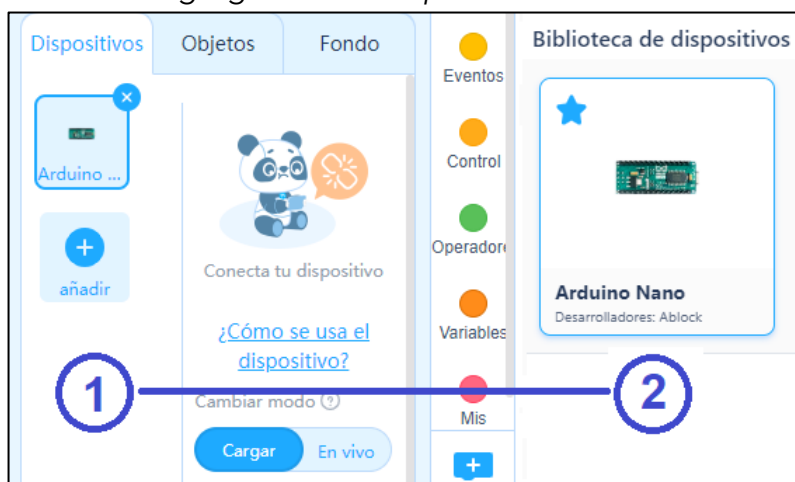 Dispositivos
Objetos
Fondo
Arduino ...
añadir
Conecta tu dispositivo
¿Cómo se usa el
dispositivo?
Cambiar modo
Cargar
En vivo
Eventos
Control
Operadore
Variables
Mis
Biblioteca de dispositivos
Arduino Nano
Desarrolladores: Ablock
1
2